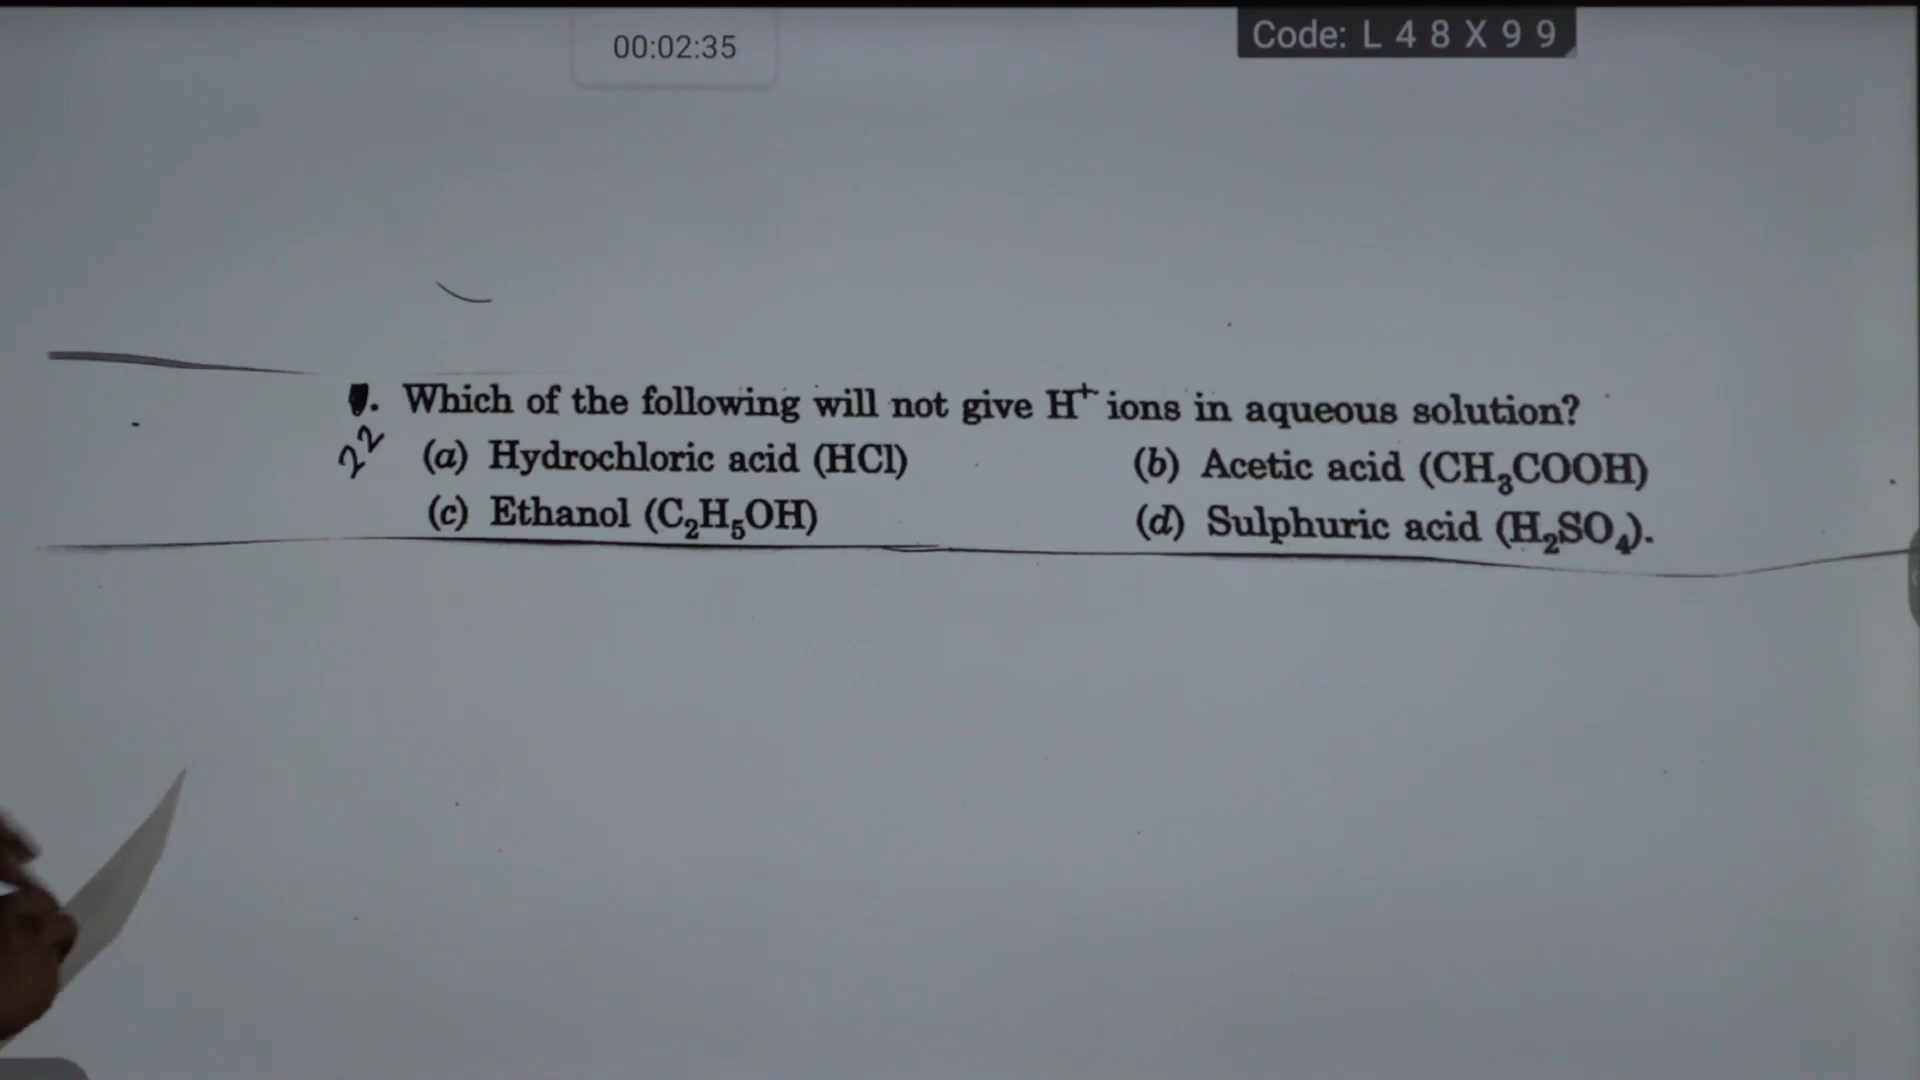 00:02:35
Code: L 4 8 X 9 9
. Which of the following will not give H⁺ ions in aqueous solution?
22
(a) Hydrochloric acid (HCl) (b) Acetic acid (CH₃COOH)
(c) Ethanol (C₂H₅OH) (d) Sulphuric acid (H₂SO₄).